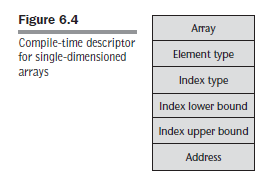 Figure 6.4
Compile-time descriptor
for single-dimensioned
arrays
Array
Element type
Index type
Index lower bound
Index upper bound
Address